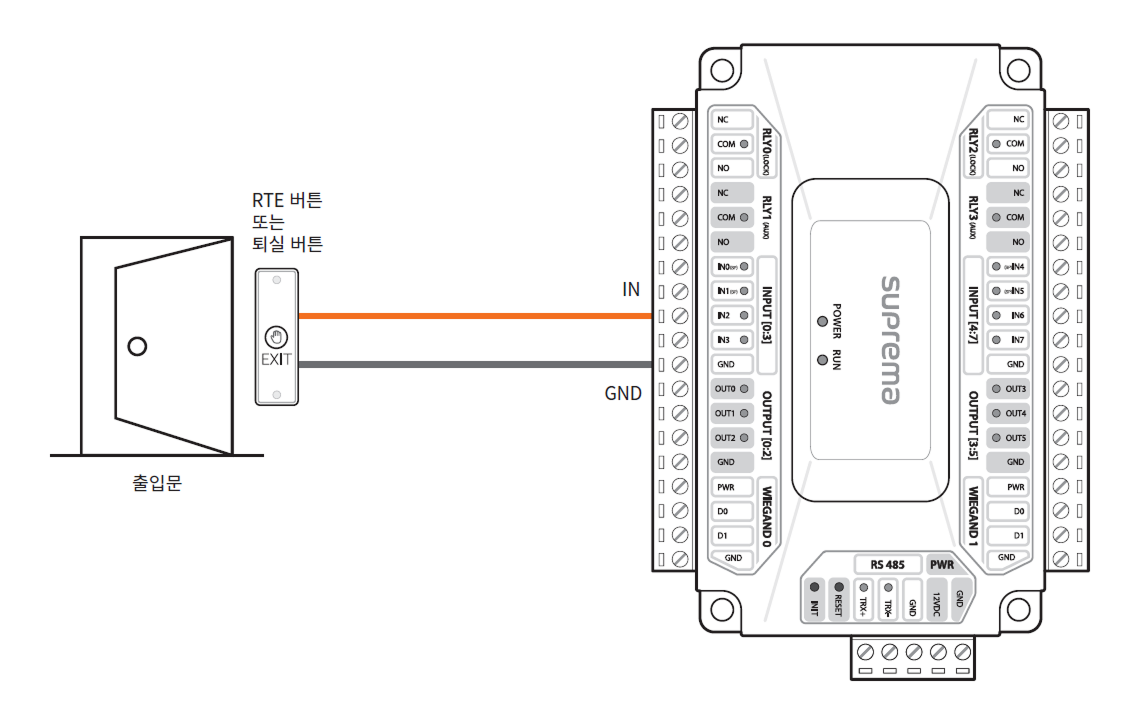 RTE 버튼
또는
퇴실 버튼
EXIT
출입문
IN
GND
NC
COM
NO
RLY0(LOCK)
NC
COM
NO
RLY1(AUX)
IN0(SP)
IN1(SP)
IN2
IN3
GND
INPUT [0:3]
OUT0
OUT1
OUT2
GND
OUTPUT [0:2]
PWR
D0
D1
GND
WIEGAND 0
POWER
RUN
suprema
RLY2(LOCK)
NC
COM
NO
RLY3(AUX)
NC
COM
NO
INPUT [4:7]
(SP)IN4
(SP)IN5
IN6
IN7
GND
OUTPUT [3:5]
OUT3
OUT4
OUT5
GND
WIEGAND 1
PWR
D0
D1
GND
RS 485
PWR
INIT
RESET
TRX+
TRX-
GND
12VDC
GND